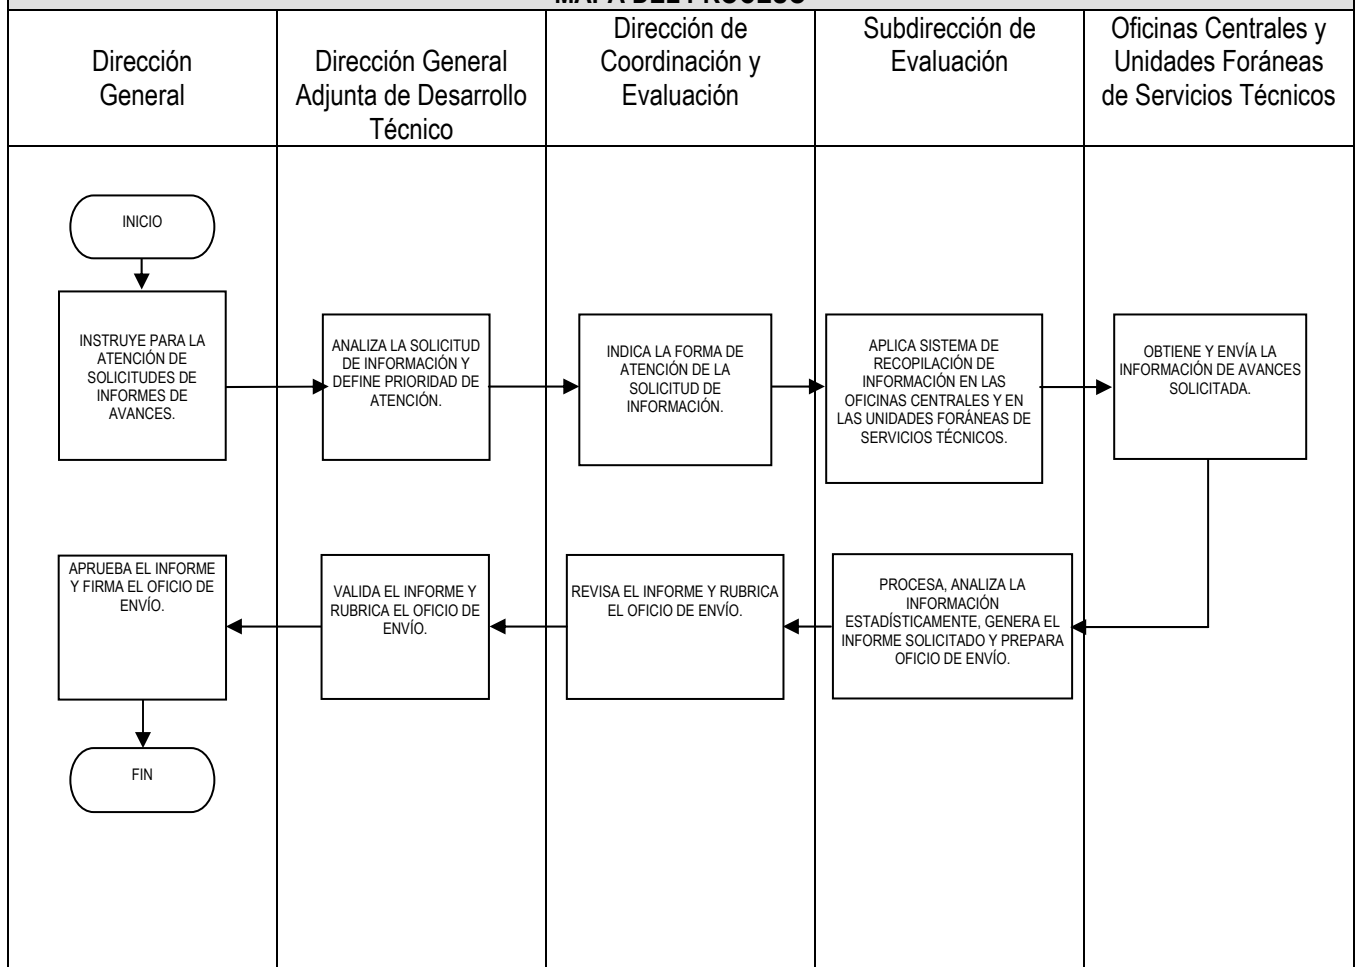 MAPA DEL PROCESO
Dirección
General
Dirección General
Adjunta de Desarrollo
Técnico
Dirección de
Coordinación y
Evaluación
Subdirección de
Evaluación
Oficinas Centrales y
Unidades Foráneas
de Servicios Técnicos
INICIO
INSTRUYE PARA LA
ATENCIÓN DE
SOLICITUDES DE
INFORMES DE
AVANCES.
ANALIZA LA SOLICITUD
DE INFORMACIÓN Y
DEFINE PRIORIDAD DE
ATENCIÓN.
INDICA LA FORMA DE
ATENCIÓN DE LA
SOLICITUD DE
INFORMACIÓN.
APLICA SISTEMA DE
RECOPILACIÓN DE
INFORMACIÓN EN LAS
OFICINAS CENTRALES Y EN
LAS UNIDADES FORÁNEAS DE
SERVICIOS TÉCNICOS.
OBTIENE Y ENVÍA LA
INFORMACIÓN DE AVANCES
SOLICITADA.
APRUEBA EL INFORME
Y FIRMA EL OFICIO DE
ENVÍO.
VALIDA EL INFORME Y
RUBRICA EL OFICIO DE
ENVÍO.
REVISA EL INFORME Y RUBRICA
EL OFICIO DE ENVÍO.
PROCESA, ANALIZA LA
INFORMACIÓN
ESTADÍSTICAMENTE, GENERA EL
INFORME SOLICITADO Y PREPARA
OFICIO DE ENVÍO.
FIN